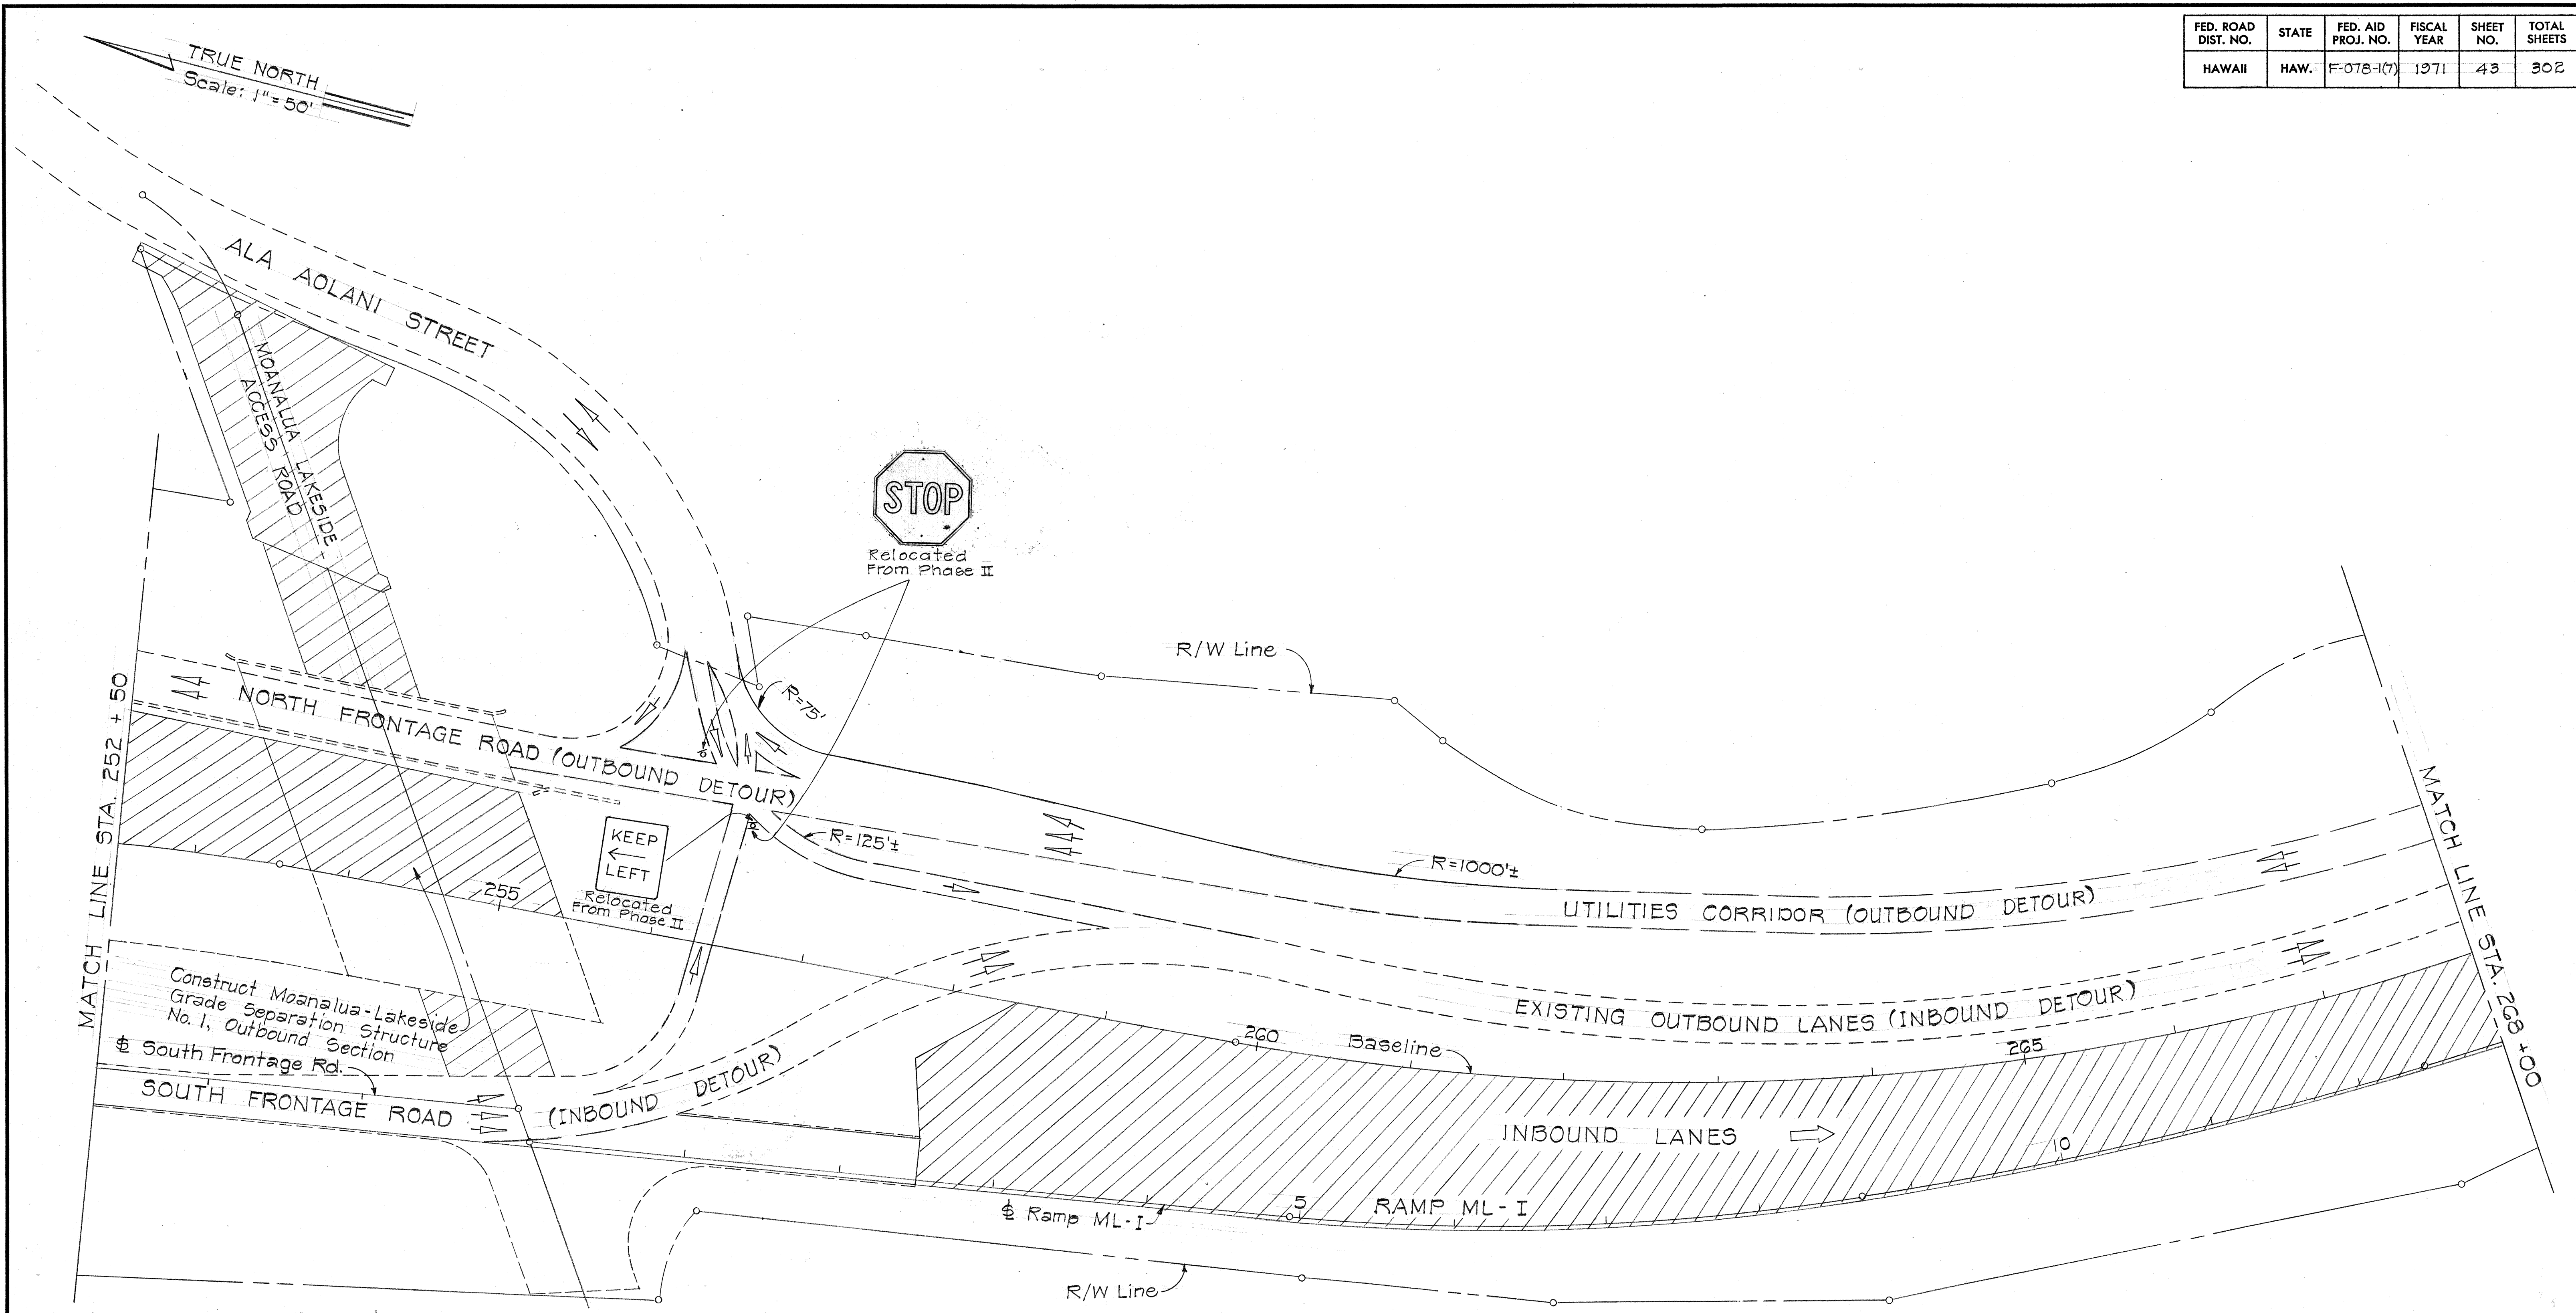 FED. ROAD DIST. NO. STATE FED. AID PROJ. NO. FISCAL YEAR SHEET NO. TOTAL SHEETS
HAWAII HAW. F-078-1(7) 1971 43 302
TRUE NORTH
Scale: 1" = 50'
ALA AOLANI STREET
MOANALUA LAKESIDE
ACCESS ROAD
STOP
Relocated
From Phase II
R/W Line
R=75'
NORTH FRONTAGE ROAD (OUTBOUND DETOUR)
MATCH LINE STA. 252 + 50
KEEP
LEFT
Relocated
From Phase II
R=125'±
R=1000'±
UTILITIES CORRIDOR (OUTBOUND DETOUR)
MATCH LINE STA. 268 + 00
255
Construct Moanalua-Lakeside
Grade Separation Structure
No. 1, Outbound Section
₵ South Frontage Rd.
SOUTH FRONTAGE ROAD (INBOUND DETOUR)
EXISTING OUTBOUND LANES (INBOUND DETOUR)
260
Baseline
265
INBOUND LANES
10
5
RAMP ML-I
₵ Ramp ML-I
R/W Line